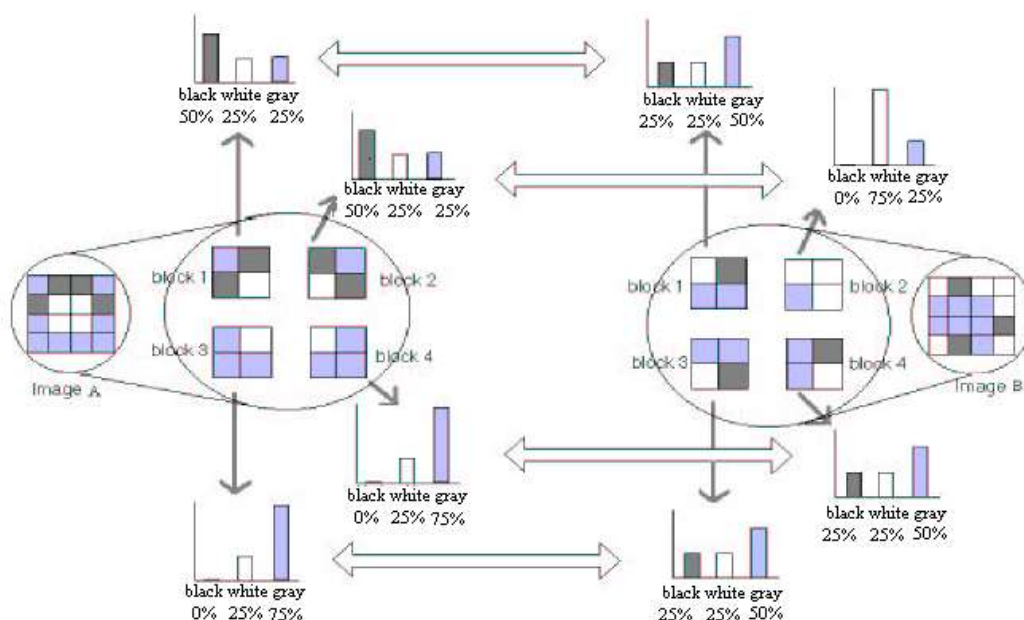 black white gray
50% 25% 25%
black white gray
25% 25% 50%
black white gray
50% 25% 25%
black white gray
0% 75% 25%
block 1
block 2
block 3
block 4
Image A
block 1
block 2
block 3
block 4
Image B
black white gray
0% 25% 75%
black white gray
25% 25% 50%
black white gray
0% 25% 75%
black white gray
25% 25% 50%